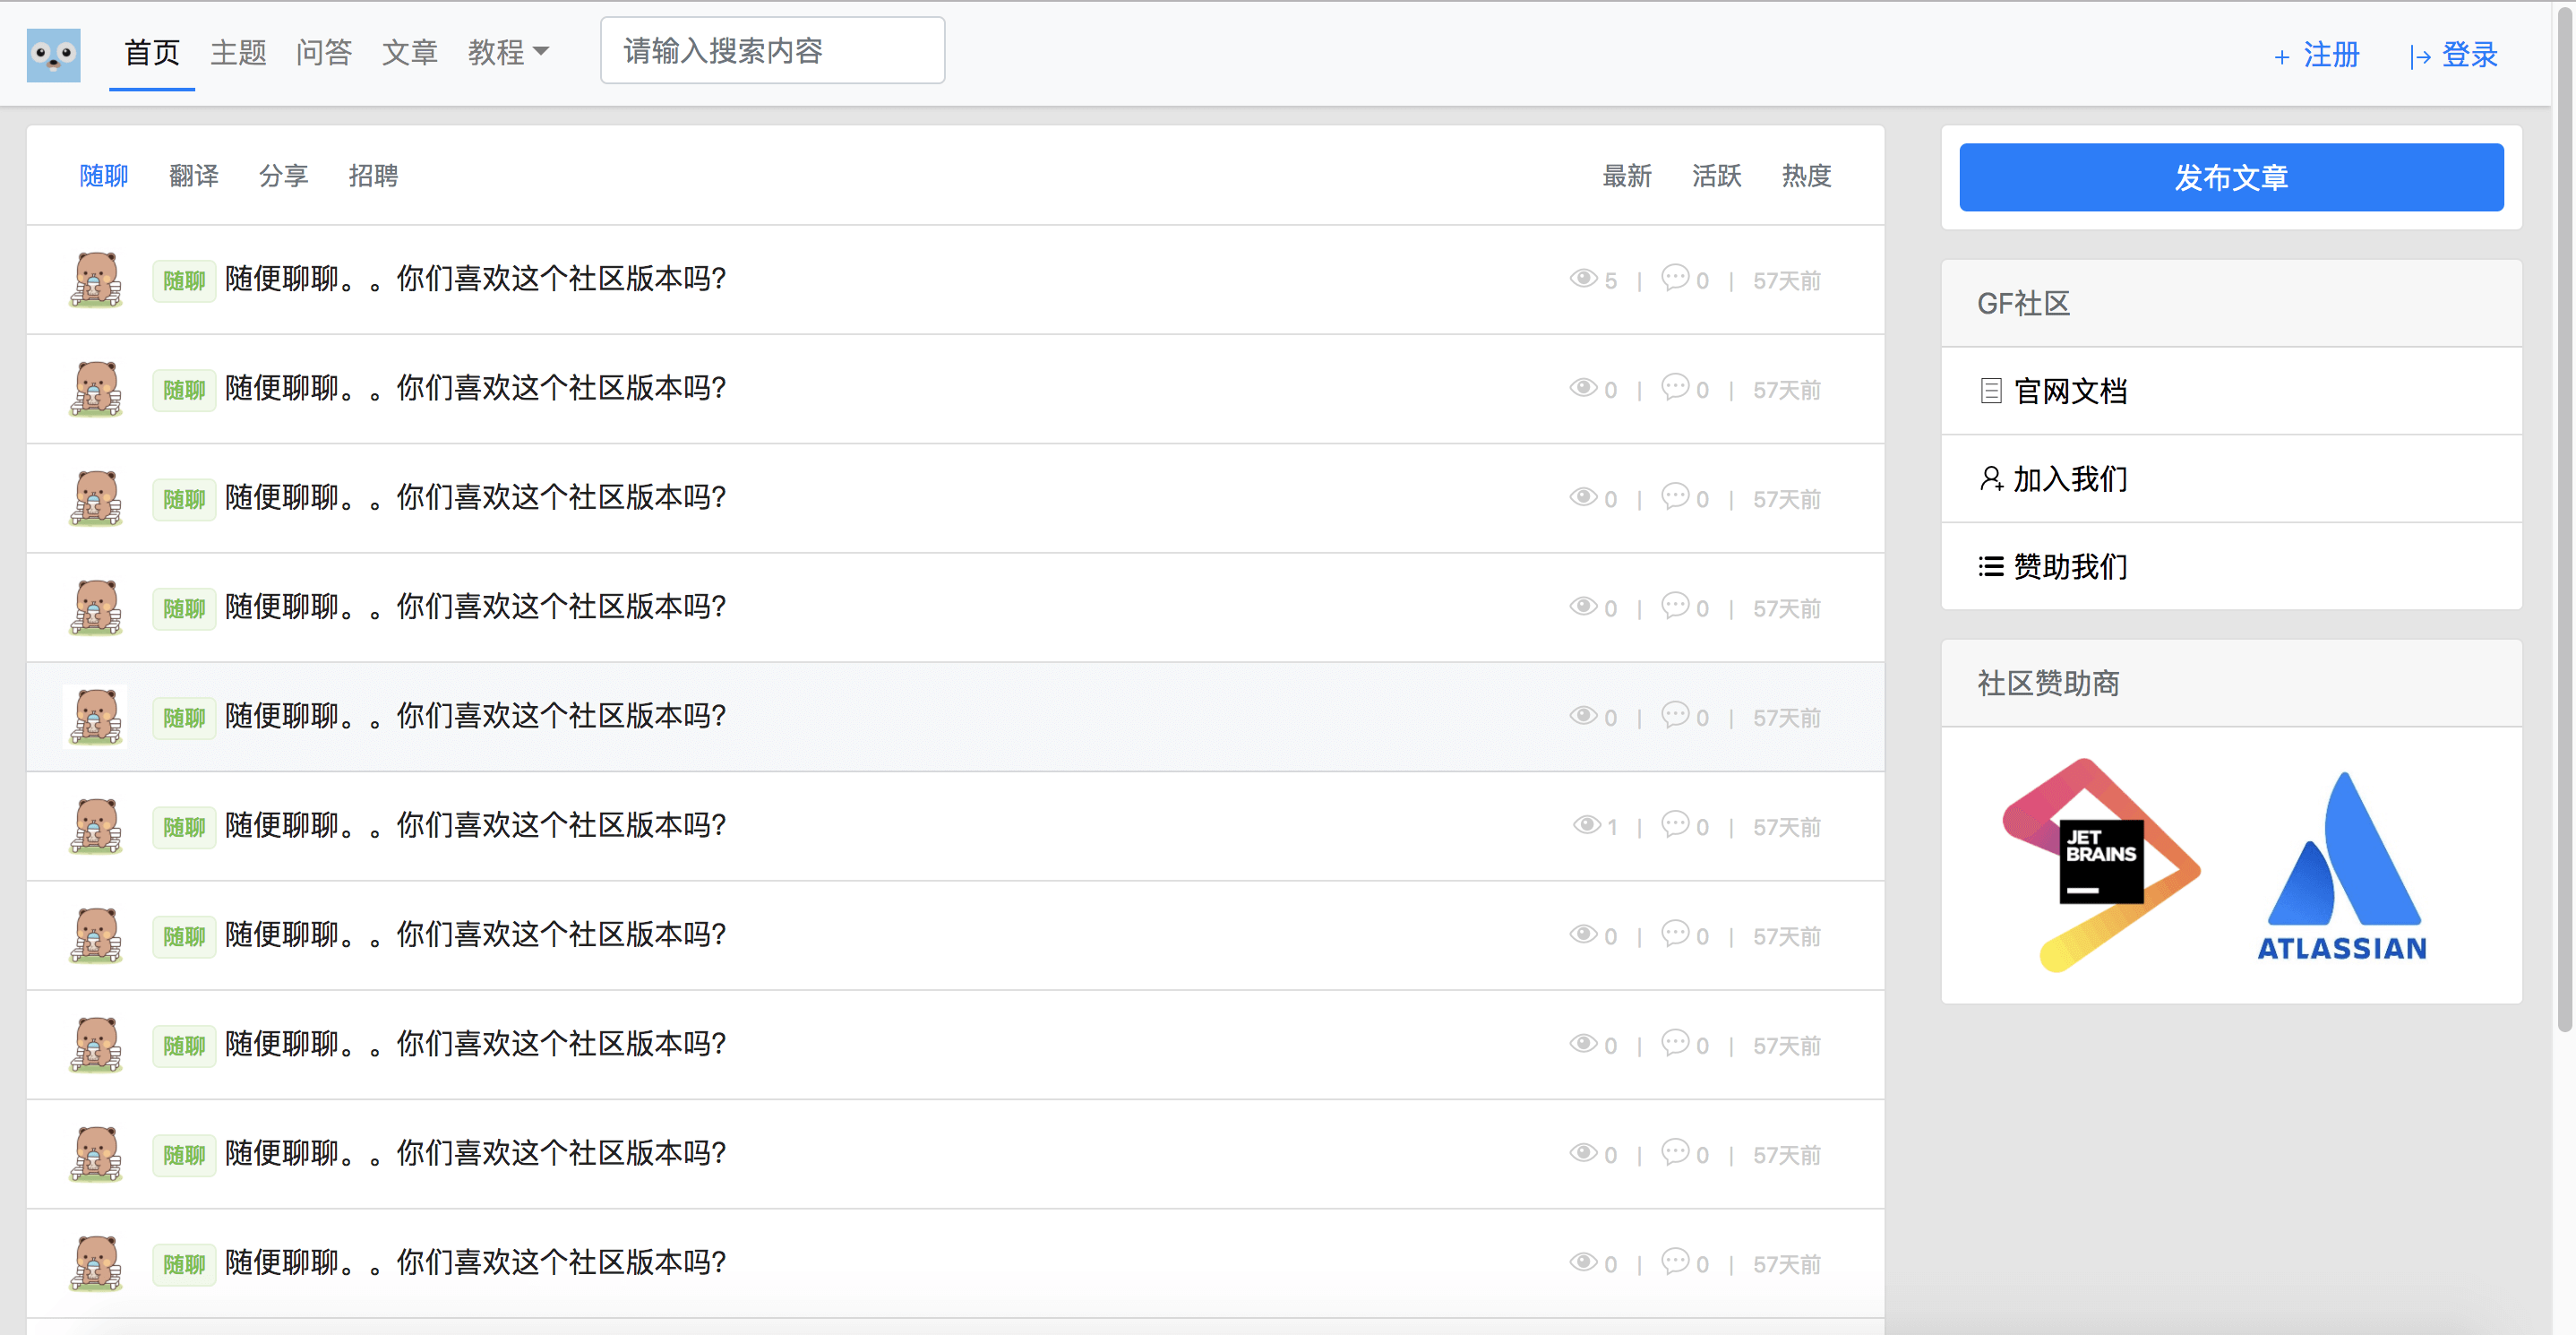 首页 主题 问答 文章 教程 请输入搜索内容 + 注册 登录
随聊 翻译 分享 招聘 最新 活跃 热度
随聊 随便聊聊。。你们喜欢这个社区版本吗? 5 | 0 | 57天前
随聊 随便聊聊。。你们喜欢这个社区版本吗? 0 | 0 | 57天前
随聊 随便聊聊。。你们喜欢这个社区版本吗? 0 | 0 | 57天前
随聊 随便聊聊。。你们喜欢这个社区版本吗? 0 | 0 | 57天前
随聊 随便聊聊。。你们喜欢这个社区版本吗? 0 | 0 | 57天前
随聊 随便聊聊。。你们喜欢这个社区版本吗? 1 | 0 | 57天前
随聊 随便聊聊。。你们喜欢这个社区版本吗? 0 | 0 | 57天前
随聊 随便聊聊。。你们喜欢这个社区版本吗? 0 | 0 | 57天前
随聊 随便聊聊。。你们喜欢这个社区版本吗? 0 | 0 | 57天前
随聊 随便聊聊。。你们喜欢这个社区版本吗? 0 | 0 | 57天前
发布文章
GF社区
官网文档
加入我们
赞助我们
社区赞助商
JET
BRAINS
ATLASSIAN